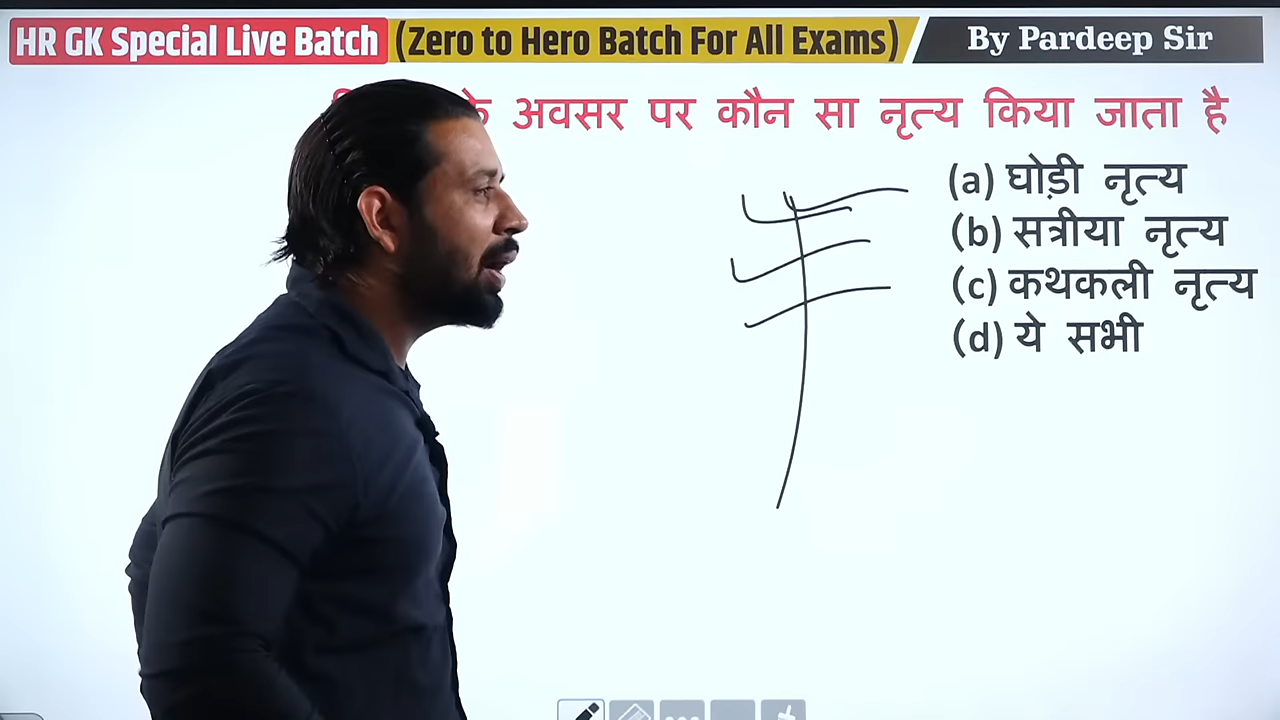 HR GK Special Live Batch (Zero to Hero Batch For All Exams) By Pardeep Sir
के अवसर पर कौन सा नृत्य किया जाता है
(a) घोड़ी नृत्य
(b) सत्रीया नृत्य
(c) कथकली नृत्य
(d) ये सभी